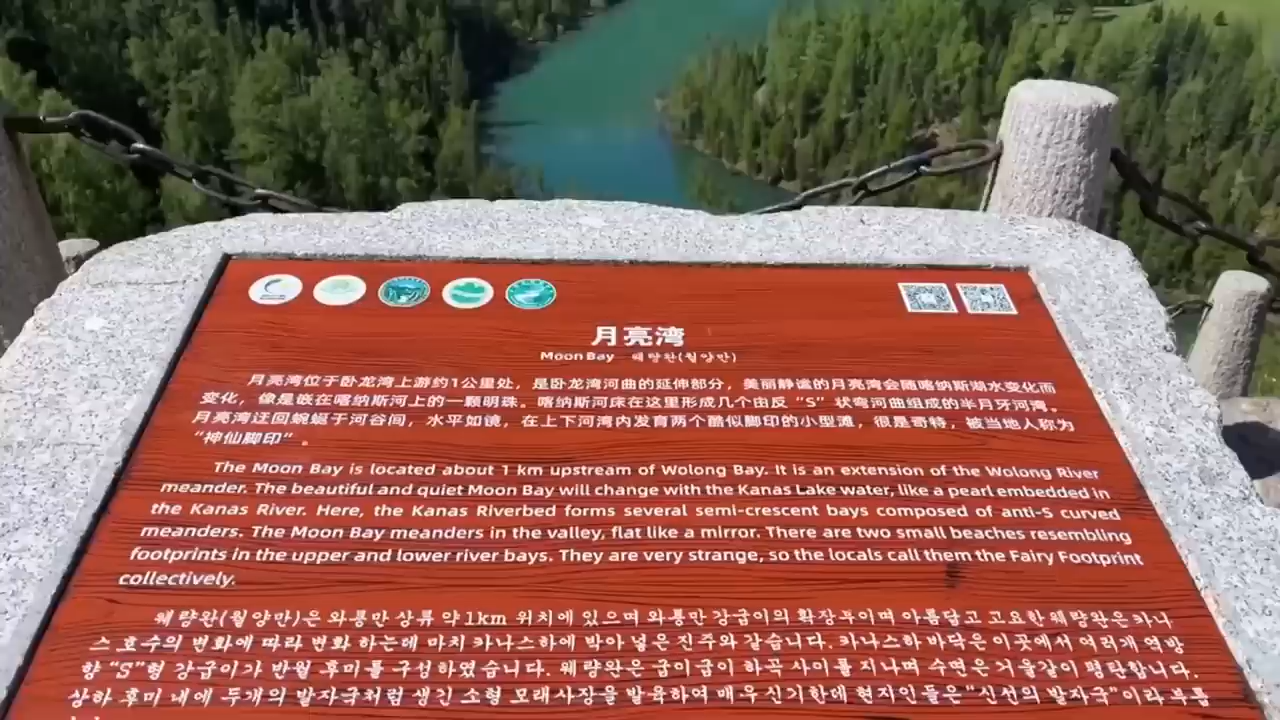 月亮湾
Moon Bay 웨량완(월양만)
月亮湾位于卧龙湾上游约1公里处，是卧龙湾河曲的延伸部分，美丽静谧的月亮湾会随喀纳斯湖水变化而
变化，像是嵌在喀纳斯河上的一颗明珠。喀纳斯河床在这里形成几个由反“S”状弯河曲组成的半月牙河湾。
月亮湾迂回蜿蜒于河谷间，水平如镜，在上下河湾内发育两个酷似脚印的小型滩，很是奇特，被当地人称为
“神仙脚印”。
The Moon Bay is located about 1 km upstream of Wolong Bay. It is an extension of the Wolong River
meander. The beautiful and quiet Moon Bay will change with the Kanas Lake water, like a pearl embedded in
the Kanas River. Here, the Kanas Riverbed forms several semi-crescent bays composed of anti-S curved
meanders. The Moon Bay meanders in the valley, flat like a mirror. There are two small beaches resembling
footprints in the upper and lower river bays. They are very strange, so the locals call them the Fairy Footprint
collectively.
웨량완(월양만)은 와룡만 상류 약 1km 위치에 있으며 와룡만 강굽이의 확장부이며 아름답고 고요한 웨량완은 카나
스 호수의 변화에 따라 변화 하는데 마치 카나스하에 박아 넣은 진주와 같습니다. 카나스하 바닥은 이곳에서 여러개 역방
향 “S”형 강굽이가 반월 후미를 구성하였습니다. 웨량완은 굽이굽이 하곡 사이를 지나며 수면은 거울같이 평탄합니다.
상하 후미 내에 두개의 발자국처럼 생긴 소형 모래사장을 발육하여 매우 신기한데 현지인들은 “신선의 발자국”이라 부릅